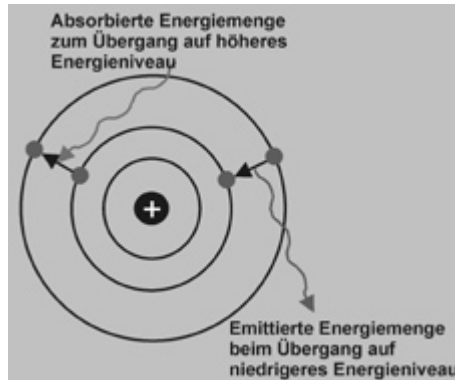 Absorbierte Energiemenge
zum Übergang auf höheres
Energieniveau
+
Emittierte Energiemenge
beim Übergang auf
niedrigeres Energieniveau